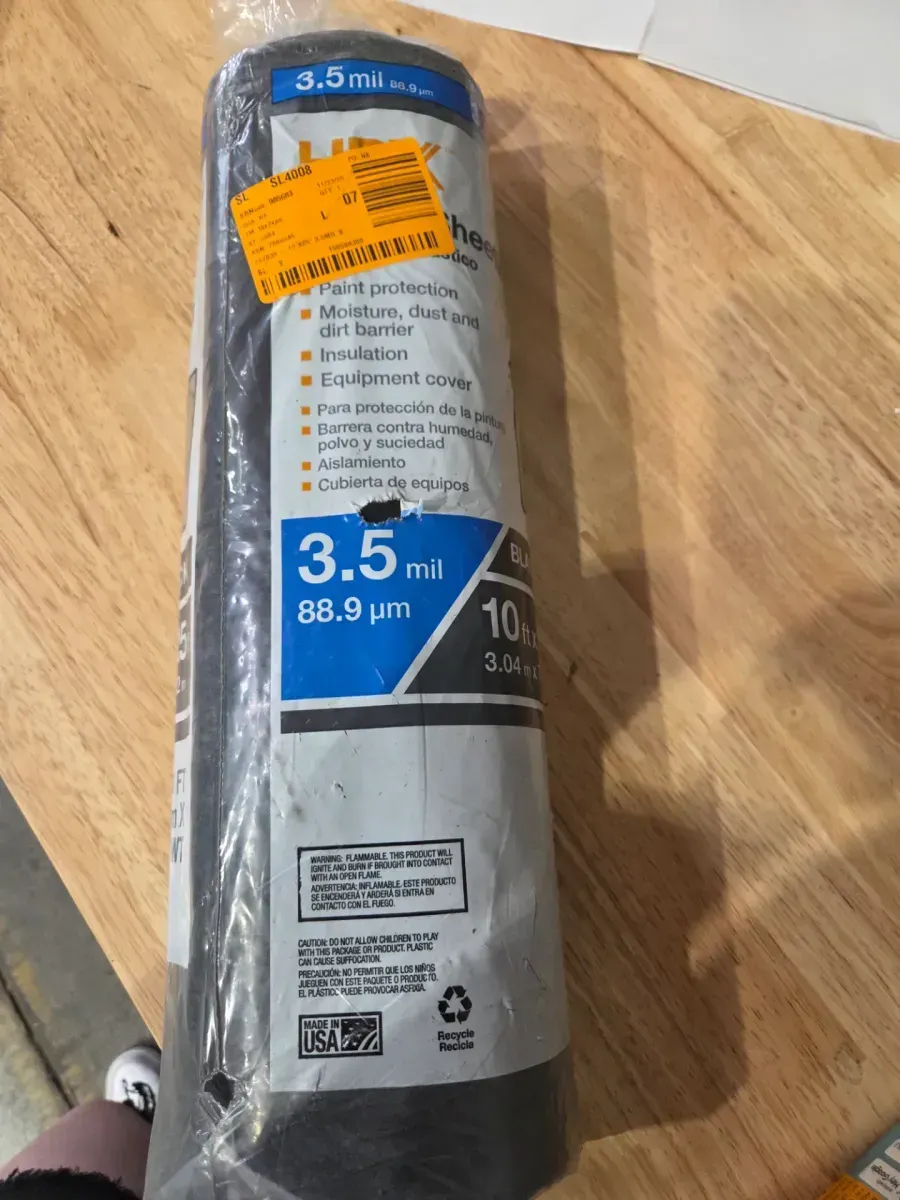 3.5 mil 88.9 µm
SL SL4008
L 07
Paint protection
Moisture, dust and
dirt barrier
Insulation
Equipment cover
Para protección de la
Barrera contra humedad,
polvo y suciedad
Aislamiento
Cubierta de equipos
3.5 mil
88.9 µm
10 ft x
3.04 m x
WARNING: FLAMMABLE. THIS PRODUCT WILL
IGNITE AND BURN IF BROUGHT INTO CONTACT
WITH AN OPEN FLAME.
ADVERTENCIA: INFLAMABLE. ESTE PRODUCTO
SE ENCENDERÁ Y ARDERÁ SI ENTRA EN
CONTACTO CON EL FUEGO.
CAUTION: DO NOT ALLOW CHILDREN TO PLAY
WITH THIS PACKAGE OR PRODUCT. PLASTIC
CAN CAUSE SUFFOCATION.
PRECAUCIÓN: NO PERMITIR QUE LOS NIÑOS
JUEGUEN CON ESTE PAQUETE O PRODUCTO.
EL PLÁSTICO PUEDE PROVOCAR ASFIXIA.
MADE IN
USA
Recycle
Recicla